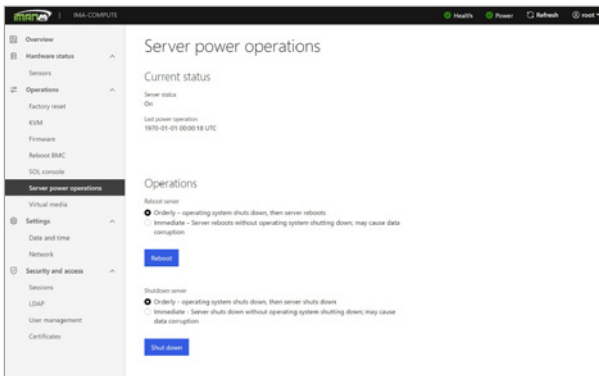 iMANO IMA-COMPUTE Health Power Refresh root
Overview
Hardware status
Sensors
Operations
Factory reset
KVM
Firmware
Reboot BMC
SOL console
Server power operations
Virtual media
Settings
Date and time
Network
Security and access
Sessions
LDAP
User management
Certificates
Server power operations
Current status
Server status
On
Last power operation
1970-01-01 00:00:18 UTC
Operations
Reboot server
Orderly – operating system shuts down, then server reboots
Immediate – Server reboots without operating system shutting down; may cause data
corruption
Reboot
Shutdown server
Orderly – operating system shuts down, then server shuts down
Immediate - Server shuts down without operating system shutting down; may cause
data corruption
Shut down